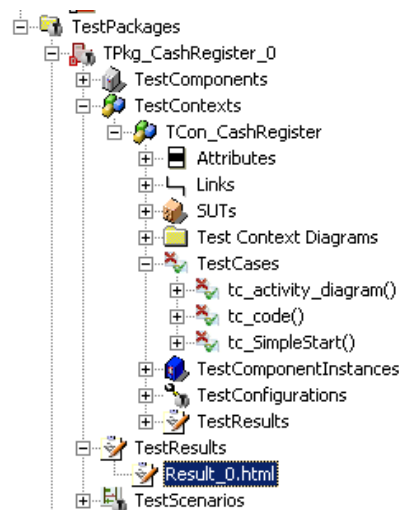 TestPackages
TPkg_CashRegister_0
TestComponents
TestContexts
TCon_CashRegister
Attributes
Links
SUTs
Test Context Diagrams
TestCases
tc_activity_diagram()
tc_code()
tc_SimpleStart()
TestComponentInstances
TestConfigurations
TestResults
TestResults
Result_0.html
TestScenarios